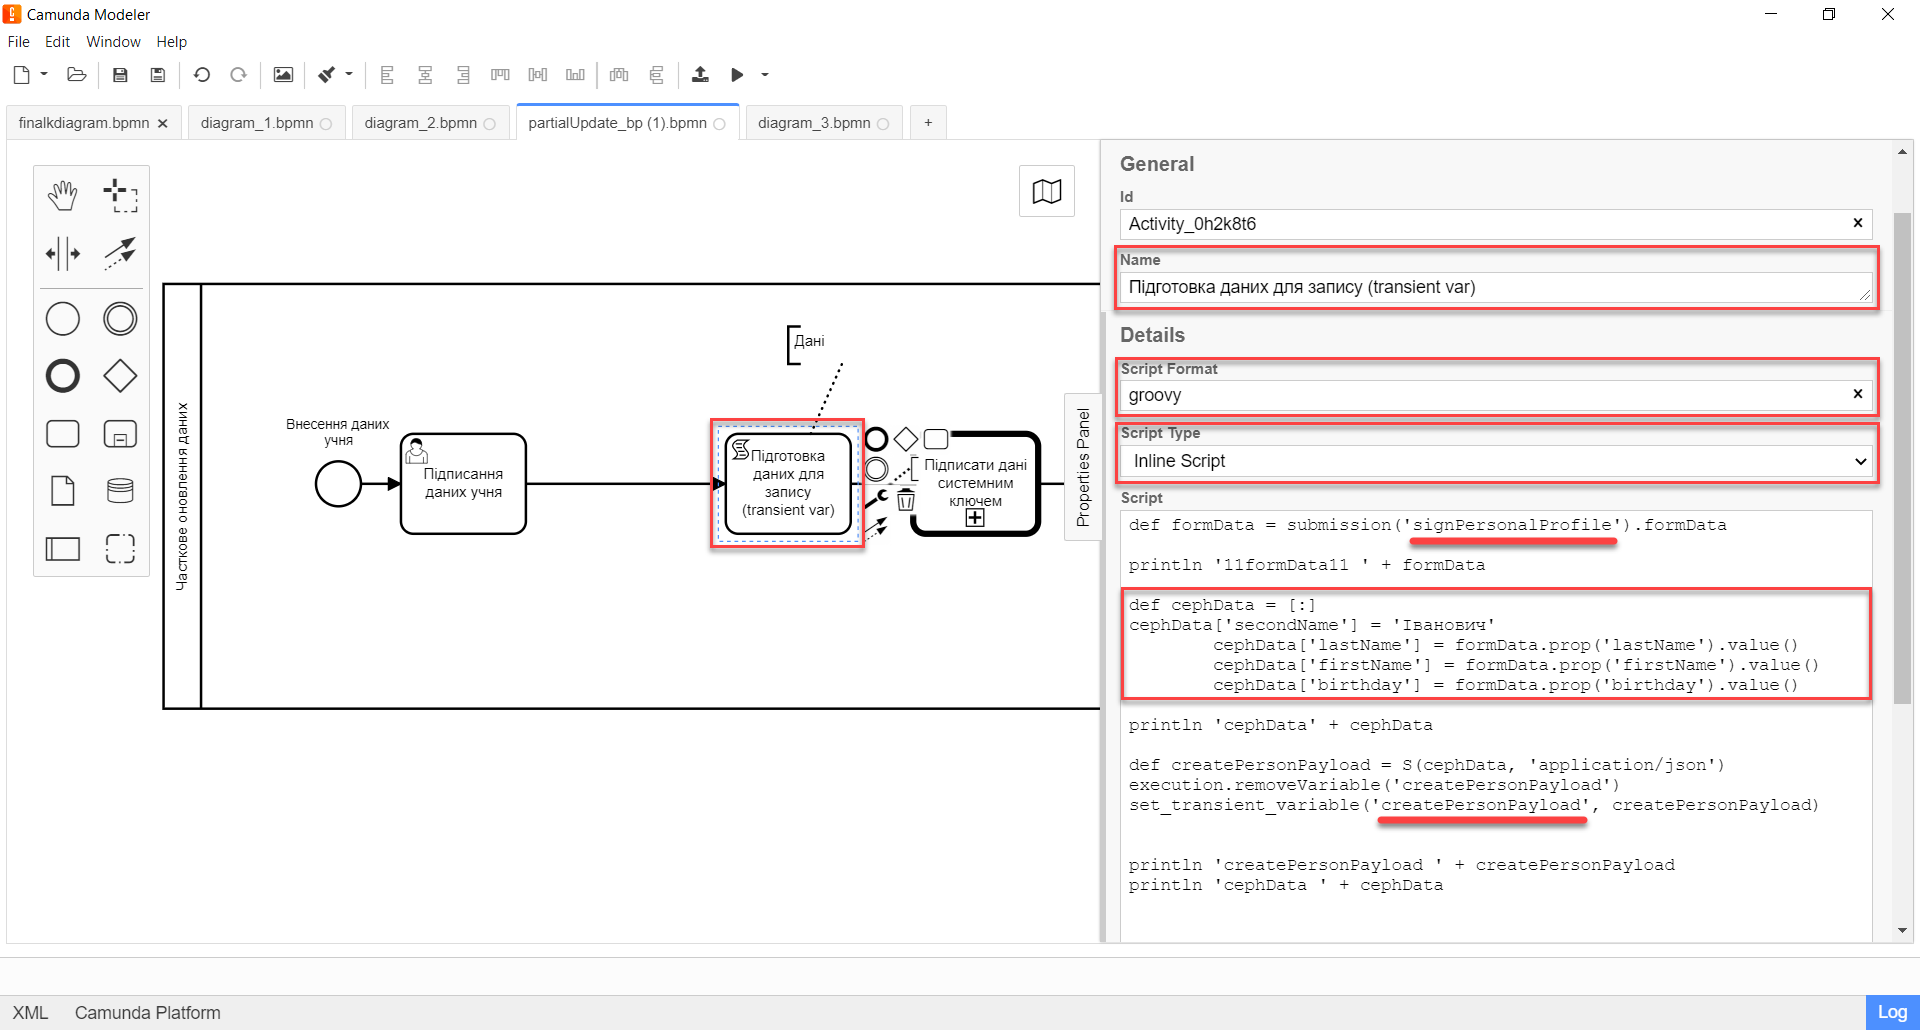 Camunda Modeler
File Edit Window Help
finalkdiagram.bpmn
diagram_1.bpmn
diagram_2.bpmn
partialUpdate_bp (1).bpmn
diagram_3.bpmn
+
Часткове оновлення даних
Внесення даних
учня
Підписання
даних учня
Дані
Підготовка
даних для
запису
(transient var)
Підписати дані
системним
ключем
Properties Panel
General
Id
Activity_0h2k8t6
Name
Підготовка даних для запису (transient var)
Details
Script Format
groovy
Script Type
Inline Script
Script
def formData = submission('signPersonalProfile').formData
println '11formData11 ' + formData
def cephData = [:]
cephData['secondName'] = 'Іванович'
cephData['lastName'] = formData.prop('lastName').value()
cephData['firstName'] = formData.prop('firstName').value()
cephData['birthday'] = formData.prop('birthday').value()
println 'cephData' + cephData
def createPersonPayload = S(cephData, 'application/json')
execution.removeVariable('createPersonPayload')
set_transient_variable('createPersonPayload', createPersonPayload)
println 'createPersonPayload ' + createPersonPayload
println 'cephData ' + cephData
XML Camunda Platform
Log